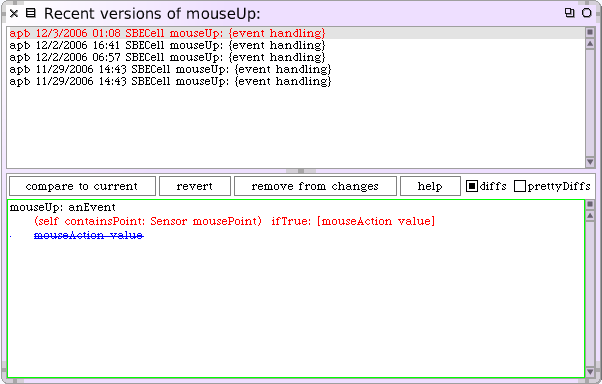 Recent versions of mouseUp:
apb 12/3/2006 01:08 SBECell mouseUp: {event handling}
apb 12/2/2006 16:41 SBECell mouseUp: {event handling}
apb 12/2/2006 06:57 SBECell mouseUp: {event handling}
apb 11/29/2006 14:43 SBECell mouseUp: {event handling}
apb 11/29/2006 14:43 SBECell mouseUp: {event handling}
compare to current revert remove from changes help diffs prettyDiffs
mouseUp: anEvent
(self containsPoint: Sensor mousePoint) ifTrue: [mouseAction value]
. mouseAction value